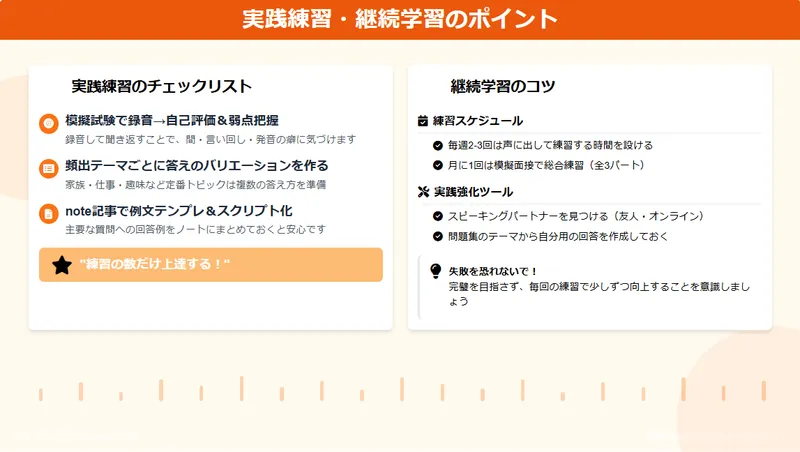 実践練習・継続学習のポイント
実践練習のチェックリスト
模擬試験で録音→自己評価＆弱点把握
録音して聞き返すことで、間・言い回し・発音の癖に気づけます
頻出テーマごとに答えのバリエーションを作る
家族・仕事・趣味など定番トピックは複数の答え方を準備
note記事で例文テンプレ＆スクリプト化
主要な質問への回答例をノートにまとめておくと安心です
"練習の数だけ上達する！"
継続学習のコツ
練習スケジュール
毎週2-3回は声に出して練習する時間を設ける
月に1回は模擬面接で総合練習（全3パート）
実践強化ツール
スピーキングパートナーを見つける（友人・オンライン）
問題集のテーマから自分用の回答を作成しておく
失敗を恐れないで！
完璧を目指さず、毎回の練習で少しずつ向上することを意識しまし
ょう